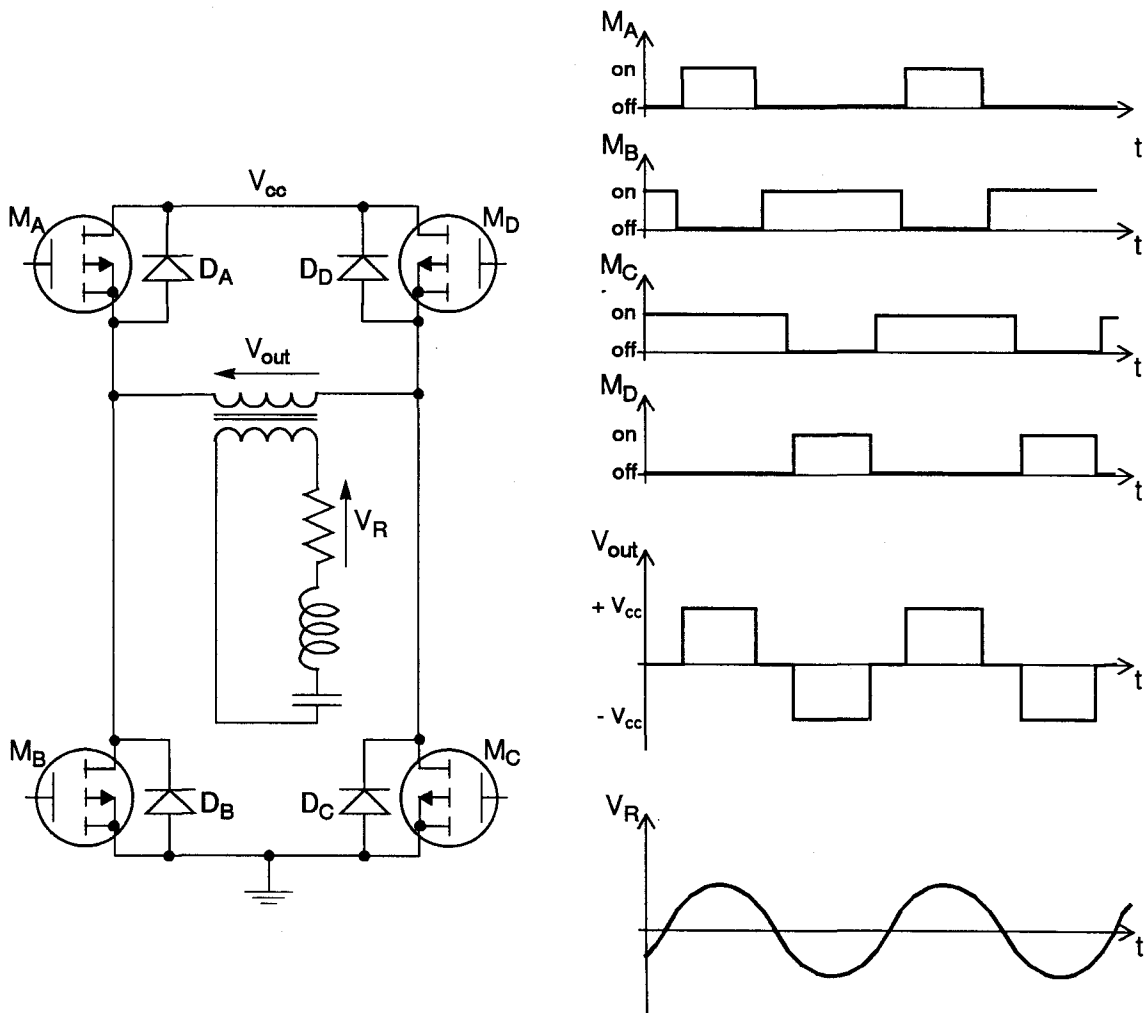 V_cc
M_A
M_D
D_A
D_D
V_out
V_R
M_B
M_C
D_B
D_C
M_A
on
off
t
M_B
on
off
t
M_C
on
off
t
M_D
on
off
t
V_out
+ V_cc
- V_cc
t
V_R
t